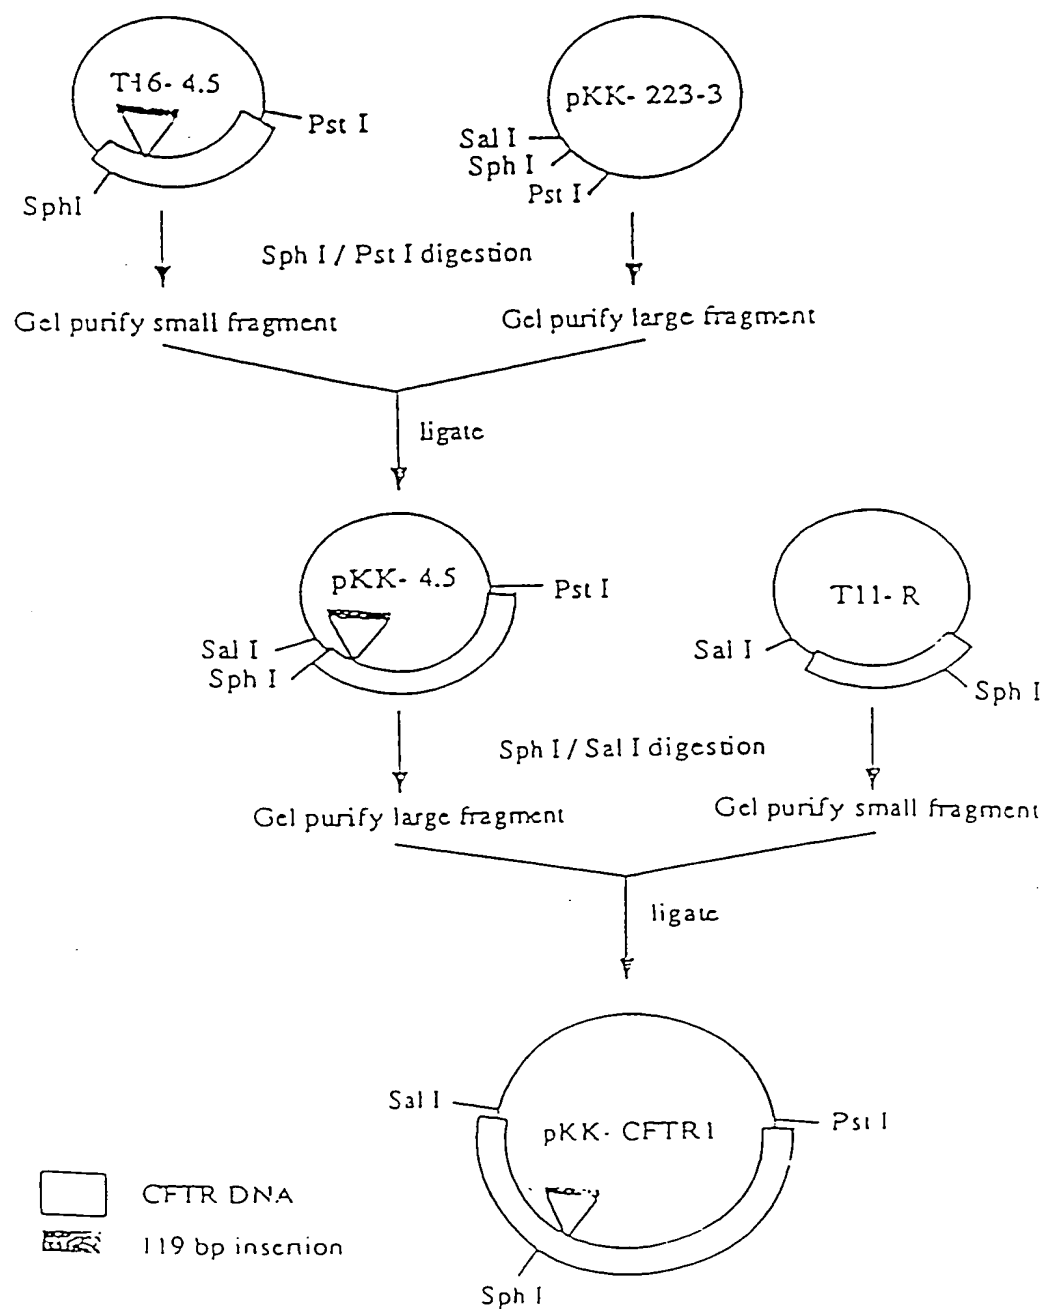 T16-4.5
pKK-223-3
Pst I
Sal I
Sph I
Pst I
SphI
Sph I / Pst I digestion
Gel purify small fragment
Gel purify large fragment
ligate
pKK-4.5
Pst I
T11-R
Sal I
Sph I
Sal I
Sph I
Sph I / Sal I digestion
Gel purify large fragment
Gel purify small fragment
ligate
Sal I
pKK-CFTR1
Pst I
CFTR DNA
119 bp insertion
Sph I